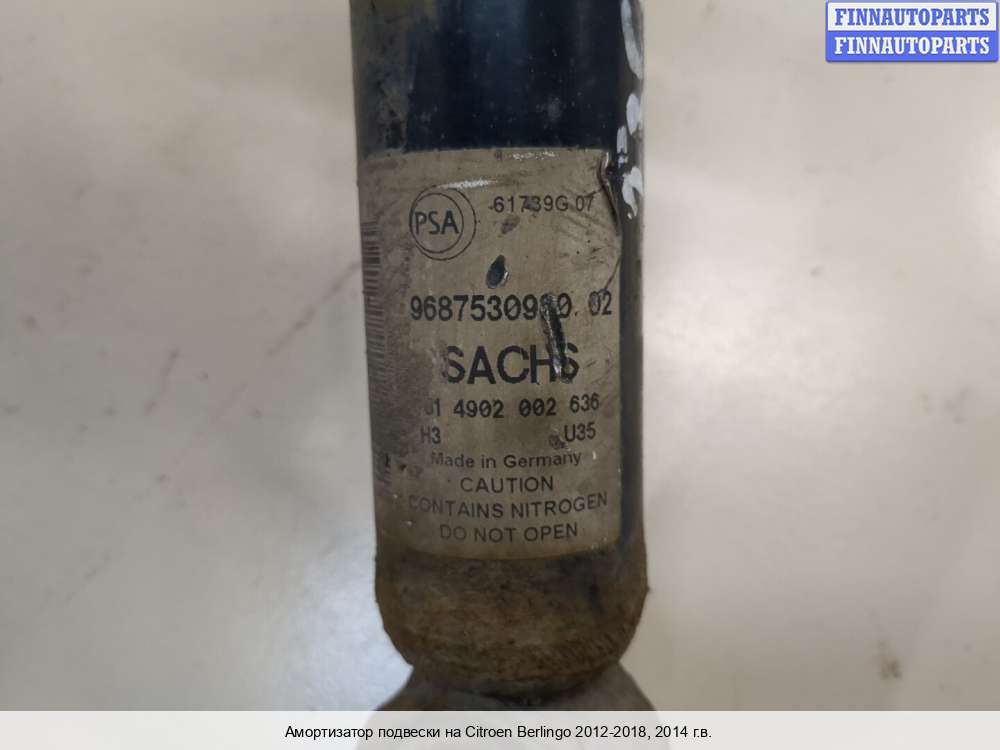 FINNAUTOPARTS
FINNAUTOPARTS
PSA
61739G 07
02
SACHS
4902 002 636
H3 U35
Made in Germany
CAUTION
CONTAINS NITROGEN
DO NOT OPEN
Амортизатор подвески на Citroen Berlingo 2012-2018, 2014 г.в.